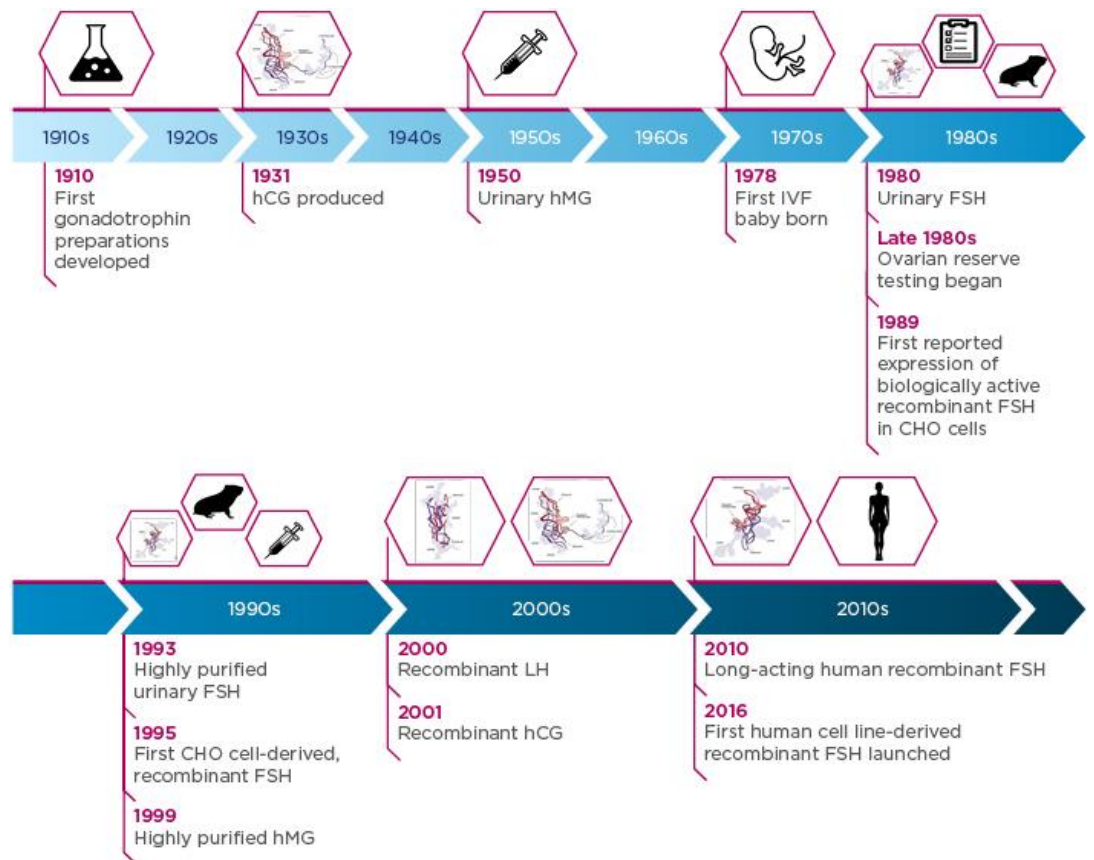 1910s
1920s
1930s
1940s
1950s
1960s
1970s
1980s
1910
First
gonadotrophin
preparations
developed
1931
hCG produced
1950
Urinary hMG
1978
First IVF
baby born
1980
Urinary FSH
Late 1980s
Ovarian reserve
testing began
1989
First reported
expression of
biologically active
recombinant FSH
in CHO cells
1990s
2000s
2010s
1993
Highly purified
urinary FSH
1995
First CHO cell-derived,
recombinant FSH
1999
Highly purified hMG
2000
Recombinant LH
2001
Recombinant hCG
2010
Long-acting human recombinant FSH
2016
First human cell line-derived
recombinant FSH launched